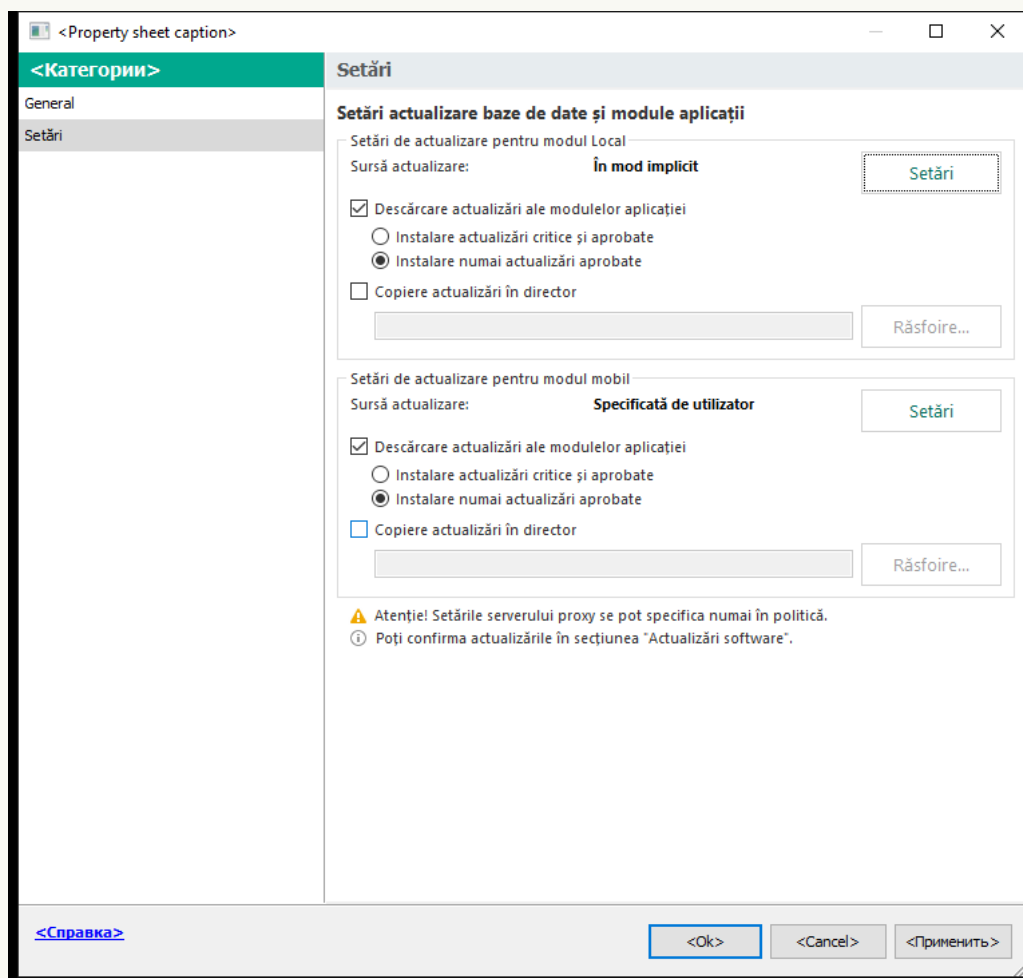 <Property sheet caption>
<Категории>
General
Setări
Setări
Setări actualizare baze de date și module aplicații
Setări de actualizare pentru modul Local
Sursă actualizare: În mod implicit Setări
Descărcare actualizări ale modulelor aplicației
Instalare actualizări critice și aprobate
Instalare numai actualizări aprobate
Copiere actualizări în director
Răsfoire...
Setări de actualizare pentru modul mobil
Sursă actualizare: Specificată de utilizator Setări
Descărcare actualizări ale modulelor aplicației
Instalare actualizări critice și aprobate
Instalare numai actualizări aprobate
Copiere actualizări în director
Răsfoire...
Atenție! Setările serverului proxy se pot specifica numai în politică.
Poți confirma actualizările în secțiunea "Actualizări software".
<Справка> <Ok> <Cancel> <Применить>